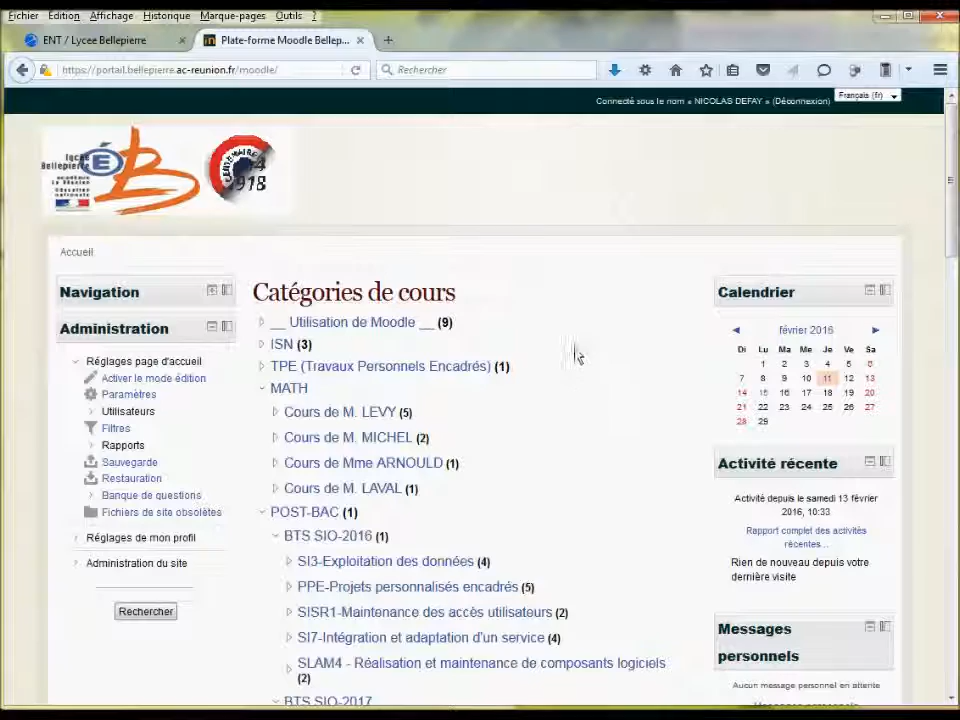 Fichier Edition Affichage Historique Marque-pages Outils ?
ENT / Lycee Bellepierre × Plate-forme Moodle Bellep... × +
https://portail.bellepierre.ac-reunion.fr/moodle/ Rechercher
Connecté sous le nom « NICOLAS DEFAY » (Déconnexion) Français (fr)
lycée
Bellepierre
B
1918
Accueil
Navigation
Administration
Réglages page d'accueil
Activer le mode édition
Paramètres
Utilisateurs
Filtres
Rapports
Sauvegarde
Restauration
Banque de questions
Fichiers de site obsolètes
Réglages de mon profil
Administration du site
Rechercher
Catégories de cours
__ Utilisation de Moodle __ (9)
ISN (3)
TPE (Travaux Personnels Encadrés) (1)
MATH
Cours de M. LEVY (5)
Cours de M. MICHEL (2)
Cours de Mme ARNOULD (1)
Cours de M. LAVAL (1)
POST-BAC (1)
BTS SIO-2016 (1)
SI3-Exploitation des données (4)
PPE-Projets personnalisés encadrés (5)
SISR1-Maintenance des accès utilisateurs (2)
SI7-Intégration et adaptation d'un service (4)
SLAM4 - Réalisation et maintenance de composants logiciels
(2)
BTS SIO-2017
Calendrier
◄ février 2016 ►
Di Lu Ma Me Je Ve Sa
1 2 3 4 5 6
7 8 9 10 11 12 13
14 15 16 17 18 19 20
21 22 23 24 25 26 27
28 29
Activité récente
Activité depuis le samedi 13 février
2016, 10:33
Rapport complet des activités
récentes...
Rien de nouveau depuis votre
dernière visite
Messages
personnels
Aucun message personnel en attente